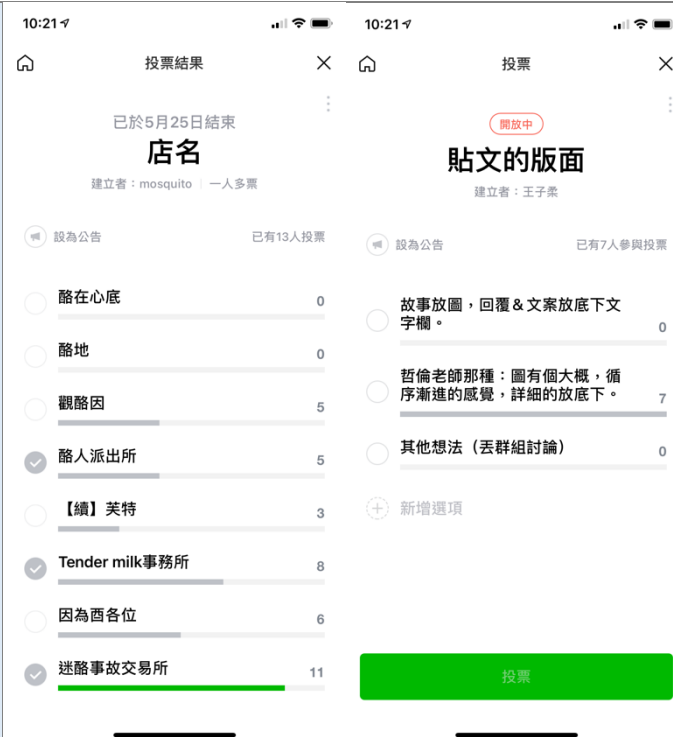 10:21
投票結果
已於5月25日結束
店名
建立者：mosquito | 一人多票
設為公告 已有13人投票
酪在心底 0
酪地 0
觀酪因 5
酪人派出所 5
【續】芙特 3
Tender milk事務所 8
因為酉各位 6
迷酪事故交易所 11
10:21
投票
開放中
貼文的版面
建立者：王子柔
設為公告 已有7人參與投票
故事放圖，回覆&文案放底下文
字欄。 0
哲倫老師那種：圖有個大概，循
序漸進的感覺，詳細的放底下。 7
其他想法（丟群組討論） 0
新增選項
投票